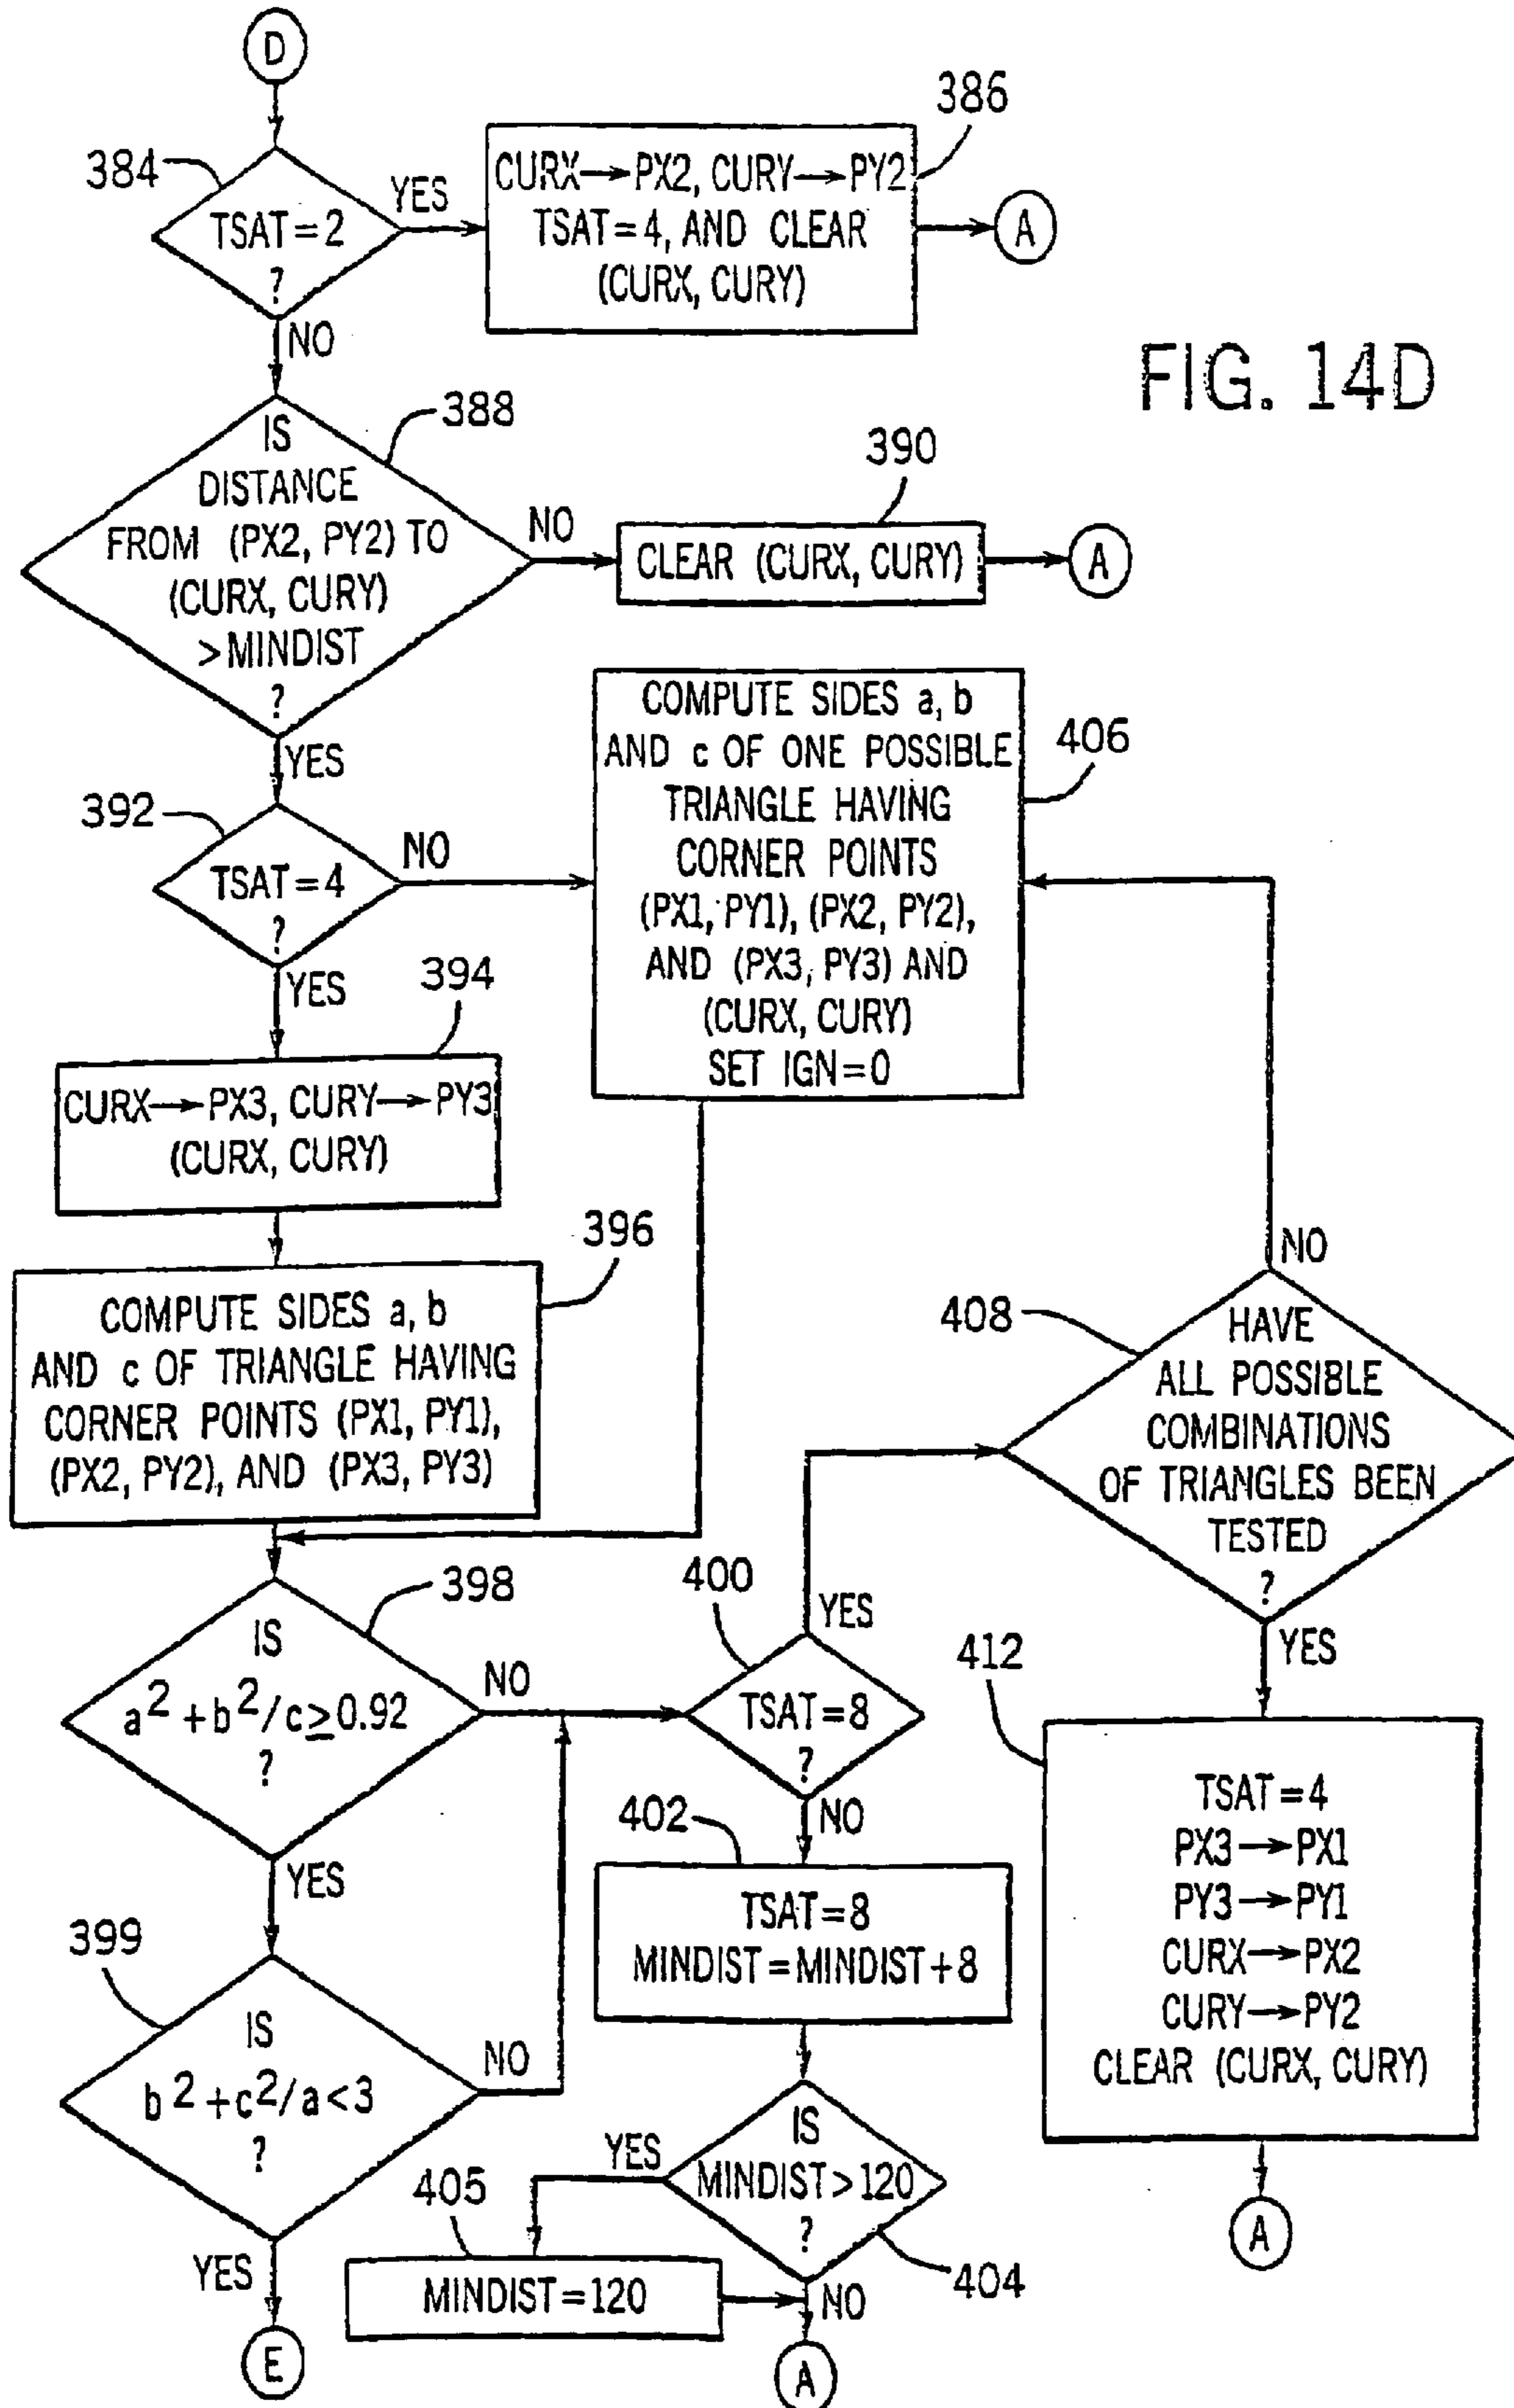 D
384
TSAT=2
?
YES
386
CURX→PX2, CURY→PY2
TSAT=4, AND CLEAR
(CURX, CURY)
A
NO
FIG. 14D
388
IS
DISTANCE
FROM (PX2, PY2) TO
(CURX, CURY)
>MINDIST
?
NO
390
CLEAR (CURX, CURY)
A
YES
392
TSAT=4
?
NO
406
COMPUTE SIDES a, b
AND c OF ONE POSSIBLE
TRIANGLE HAVING
CORNER POINTS
(PX1, PY1), (PX2, PY2),
AND (PX3, PY3) AND
(CURX, CURY)
SET IGN=0
YES
394
CURX→PX3, CURY→PY3
(CURX, CURY)
396
COMPUTE SIDES a, b
AND c OF TRIANGLE HAVING
CORNER POINTS (PX1, PY1),
(PX2, PY2), AND (PX3, PY3)
NO
408
HAVE
ALL POSSIBLE
COMBINATIONS
OF TRIANGLES BEEN
TESTED
?
YES
398
IS
a² +b²/c≥0.92
?
NO
400
YES
TSAT=8
?
NO
402
TSAT=8
MINDIST=MINDIST+8
412
TSAT=4
PX3→PX1
PY3→PY1
CURX→PX2
CURY→PY2
CLEAR (CURX, CURY)
A
YES
399
IS
b²+c²/a<3
?
NO
YES
E
IS
MINDIST>120
?
404
YES
405
MINDIST=120
NO
A